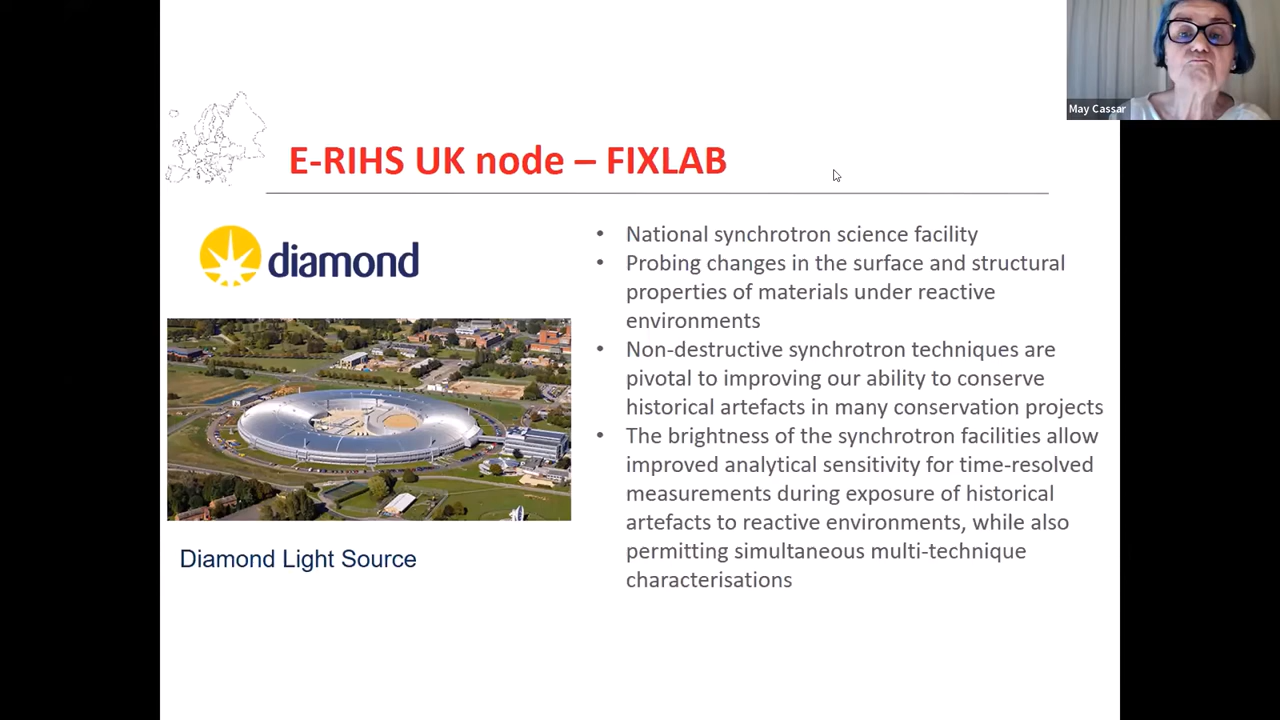 May Cassar
E-RIHS UK node – FIXLAB
diamond
• National synchrotron science facility
• Probing changes in the surface and structural
properties of materials under reactive
environments
• Non-destructive synchrotron techniques are
pivotal to improving our ability to conserve
historical artefacts in many conservation projects
• The brightness of the synchrotron facilities allow
improved analytical sensitivity for time-resolved
measurements during exposure of historical
artefacts to reactive environments, while also
permitting simultaneous multi-technique
characterisations
Diamond Light Source